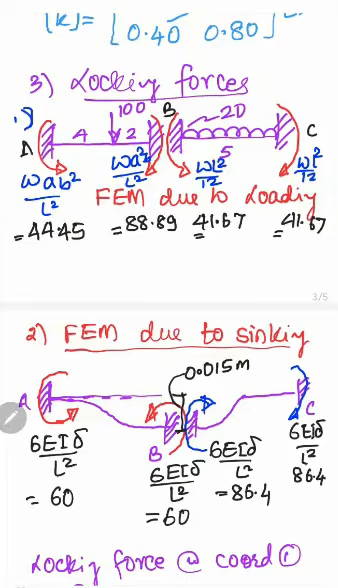 [K] = [ 0.40 0.80 ]
3) Locking forces
1) 100 B 20
A 4 2 5 C
Wab²/L² Wa²/L² WL²/12 WL²/12
FEM due to Loading
= 44.45 = 88.89 41.67 = 41.67
3/5
2) FEM due to sinking
0.015M
A C
B
6EIδ/L² 6EIδ/L² 6EIδ/L² 6EIδ/L²
= 60 = 60 = 86.4 86.4
Locking force @ coord ①